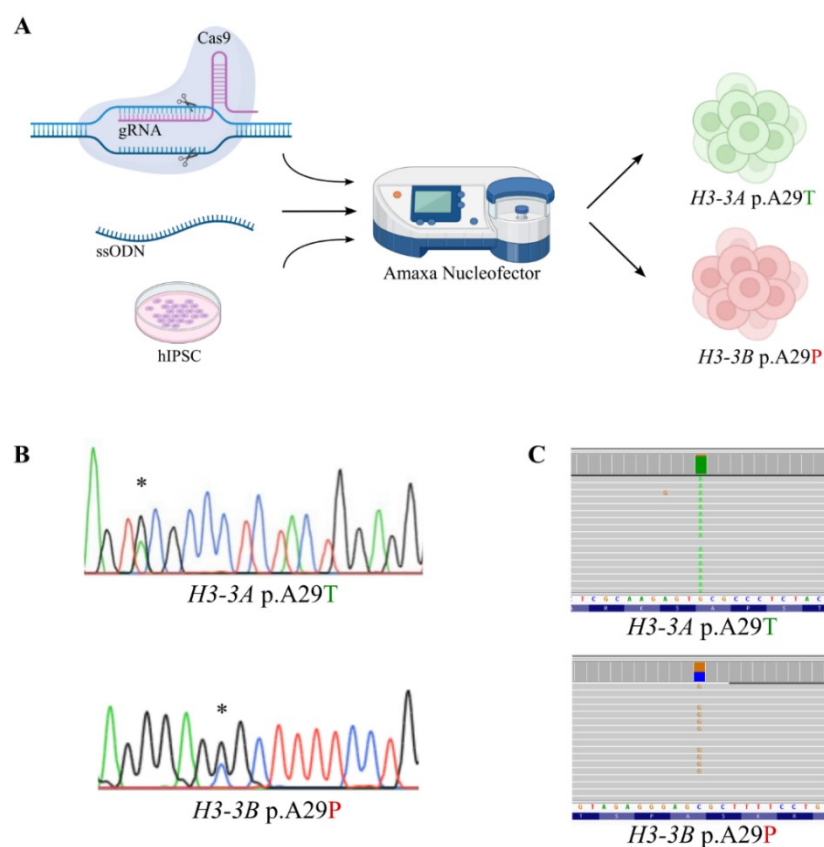 A
Cas9
gRNA
ssODN
hIPSC
Amaxa Nucleofector
H3-3A p.A29T
H3-3B p.A29P
B
*
H3-3A p.A29T
*
H3-3B p.A29P
C
G
T C G C A A G A G T G C G C C C T C T A C
S A P S T
H3-3A p.A29T
G
G
G
G
G
G
G
G
G T A G A G G G A G C G C T T T T C C T G
T S P A S K R
H3-3B p.A29P